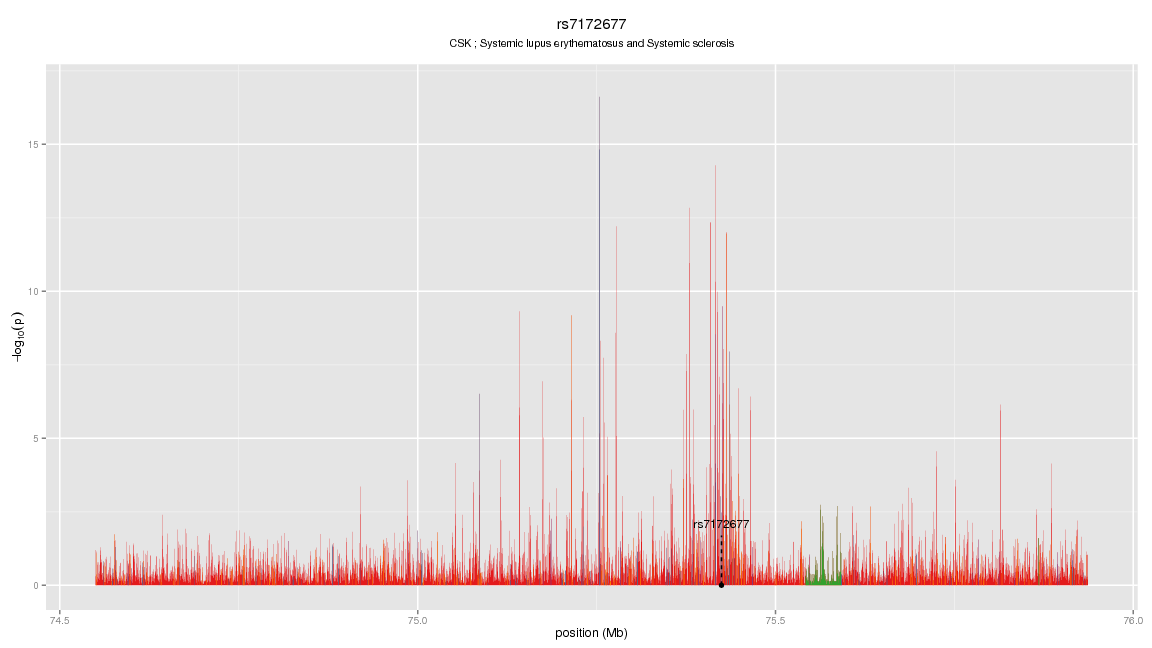 rs7172677
CSK ; Systemic lupus erythematosus and Systemic sclerosis
15
10
5
0
−log10(p)
rs7172677
74.5 75.0 75.5 76.0
position (Mb)